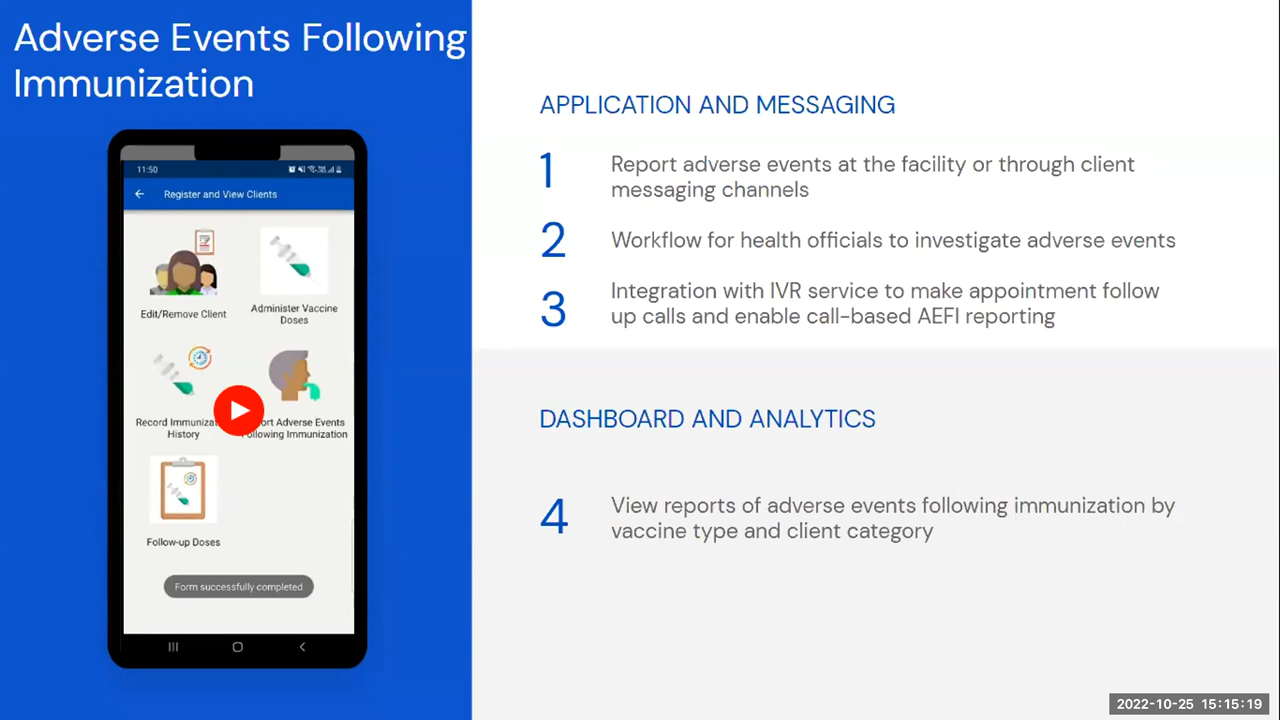 Adverse Events Following
Immunization
11:50
Register and View Clients
Edit/Remove Client
Administer Vaccine
Doses
Record
History
Adverse Events
Immunization
Follow-up Doses
Form successfully completed
APPLICATION AND MESSAGING
1
Report adverse events at the facility or through client
messaging channels
2
Workflow for health officials to investigate adverse events
3
Integration with IVR service to make appointment follow
up calls and enable call-based AEFI reporting
DASHBOARD AND ANALYTICS
4
View reports of adverse events following immunization by
vaccine type and client category
2022-10-25 15:15:19